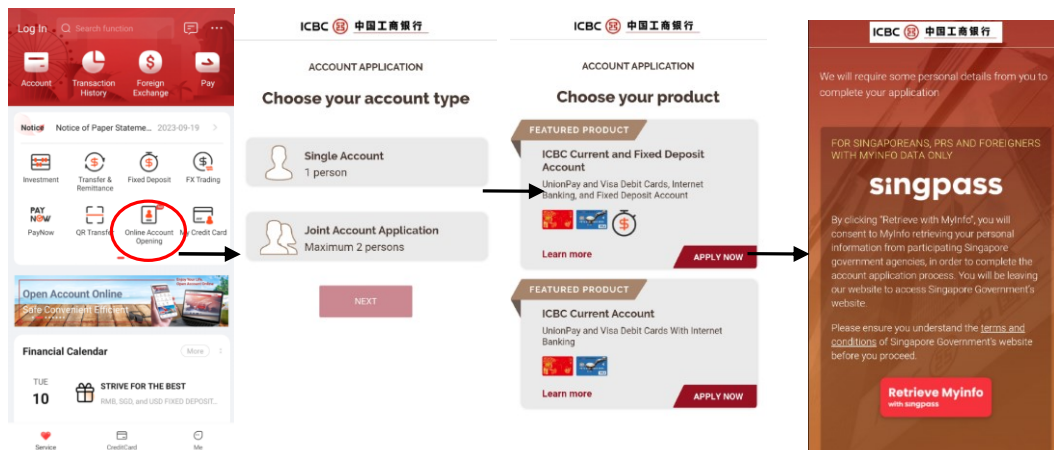 Log In
Search function
Account
Transaction
History
Foreign
Exchange
Pay
Notice Notice of Paper Stateme... 2023-09-19
Investment
Transfer &
Remittance
Fixed Deposit
FX Trading
PAY
NOW
PayNow
QR Transfer
Online Account
Opening
My Credit Card
Open Account Online
Safe Convenient Efficient
Financial Calendar
More
TUE
10
STRIVE FOR THE BEST
RMB, SGD, and USD FIXED DEPOSIT...
Service
CreditCard
Me
ICBC 中国工商银行
ACCOUNT APPLICATION
Choose your account type
Single Account
1 person
Joint Account Application
Maximum 2 persons
NEXT
ICBC 中国工商银行
ACCOUNT APPLICATION
Choose your product
FEATURED PRODUCT
ICBC Current and Fixed Deposit
Account
UnionPay and Visa Debit Cards, Internet
Banking, and Fixed Deposit Account
Learn more
APPLY NOW
FEATURED PRODUCT
ICBC Current Account
UnionPay and Visa Debit Cards With Internet
Banking
Learn more
APPLY NOW
ICBC 中国工商银行
We will require some personal details from you to
complete your application
FOR SINGAPOREANS, PRS AND FOREIGNERS
WITH MYINFO DATA ONLY
singpass
By clicking "Retrieve with MyInfo", you will
consent to MyInfo retrieving your personal
information from participating Singapore
government agencies, in order to complete the
account application process. You will be leaving
our website to access Singapore Government's
website.
Please ensure you understand the terms and
conditions of Singapore Government's website
before you proceed.
Retrieve Myinfo
with singpass